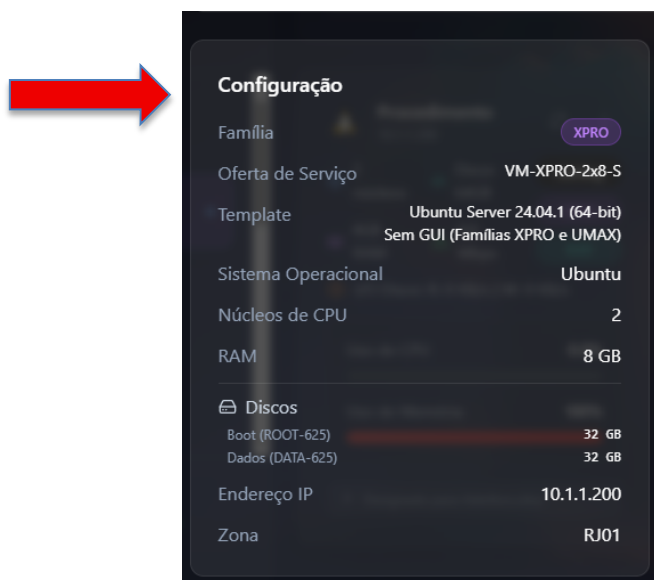 Configuração
Família XPRO
Oferta de Serviço VM-XPRO-2x8-S
Template Ubuntu Server 24.04.1 (64-bit)
Sem GUI (Famílias XPRO e UMAX)
Sistema Operacional Ubuntu
Núcleos de CPU 2
RAM 8 GB
Discos
Boot (ROOT-625) 32 GB
Dados (DATA-625) 32 GB
Endereço IP 10.1.1.200
Zona RJ01